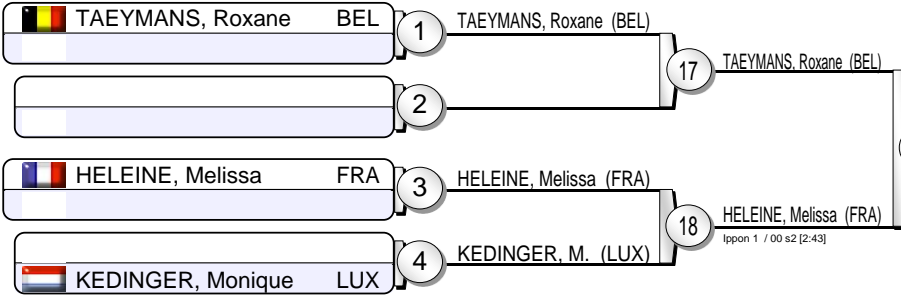 TAEYMANS, Roxane BEL
1
TAEYMANS, Roxane (BEL)
17
TAEYMANS, Roxane (BEL)
2
HELEINE, Melissa FRA
3
HELEINE, Melissa (FRA)
18
HELEINE, Melissa (FRA)
Ippon 1 / 00 s2 [2:43]
KEDINGER, Monique LUX
4
KEDINGER, M. (LUX)